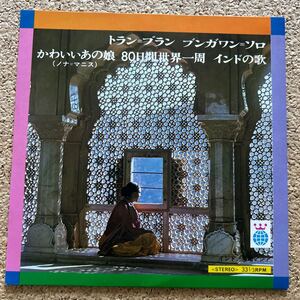 トラン=ブラン ブンガワン=ソロ
かわいいあの娘 80日間世界一周 インドの歌
(ノナ=マニス)
-STEREO- 33⅓RPM